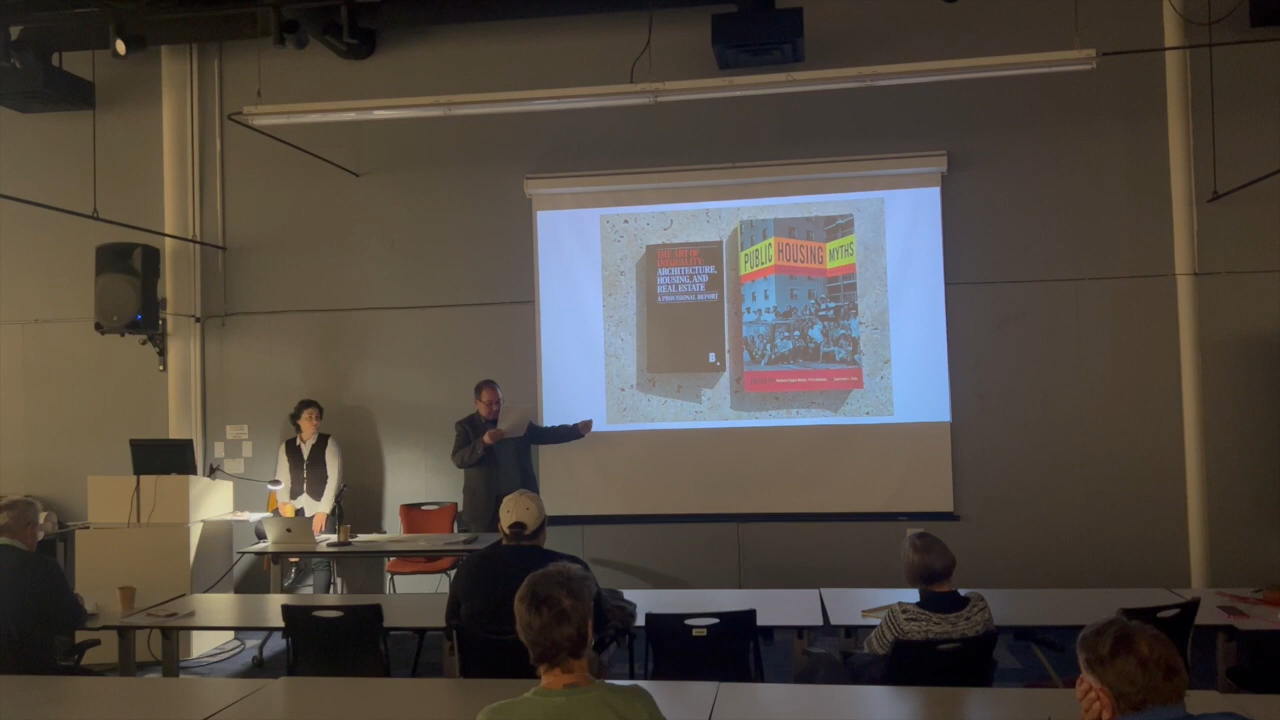 THE ART OF
INEQUALITY:
ARCHITECTURE,
HOUSING, AND
REAL ESTATE
A PROVISIONAL REPORT
B
PUBLIC HOUSING MYTHS